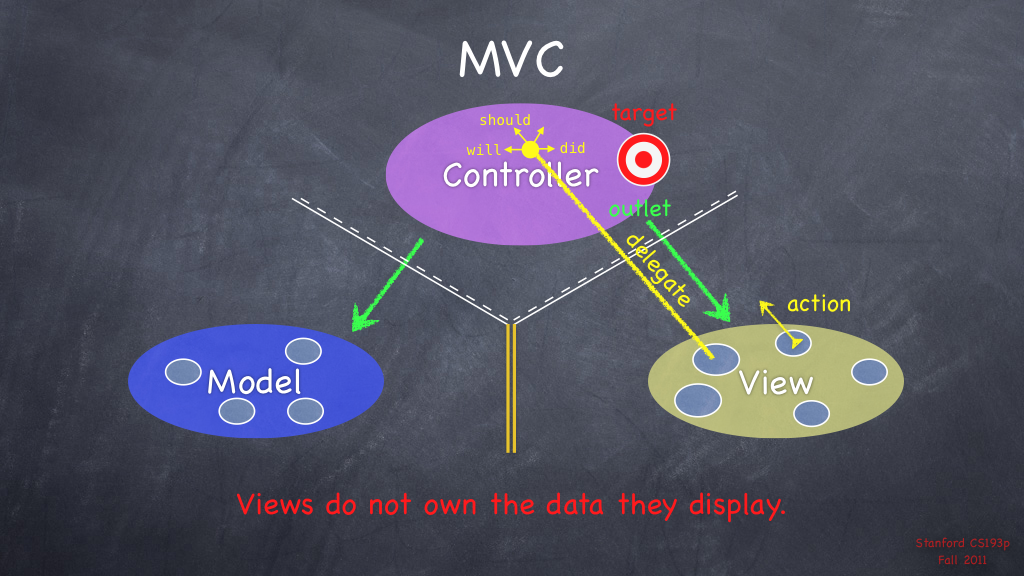 MVC
target
should
will
did
Controller
outlet
delegate
action
Model
View
Views do not own the data they display.
Stanford CS193p
Fall 2011